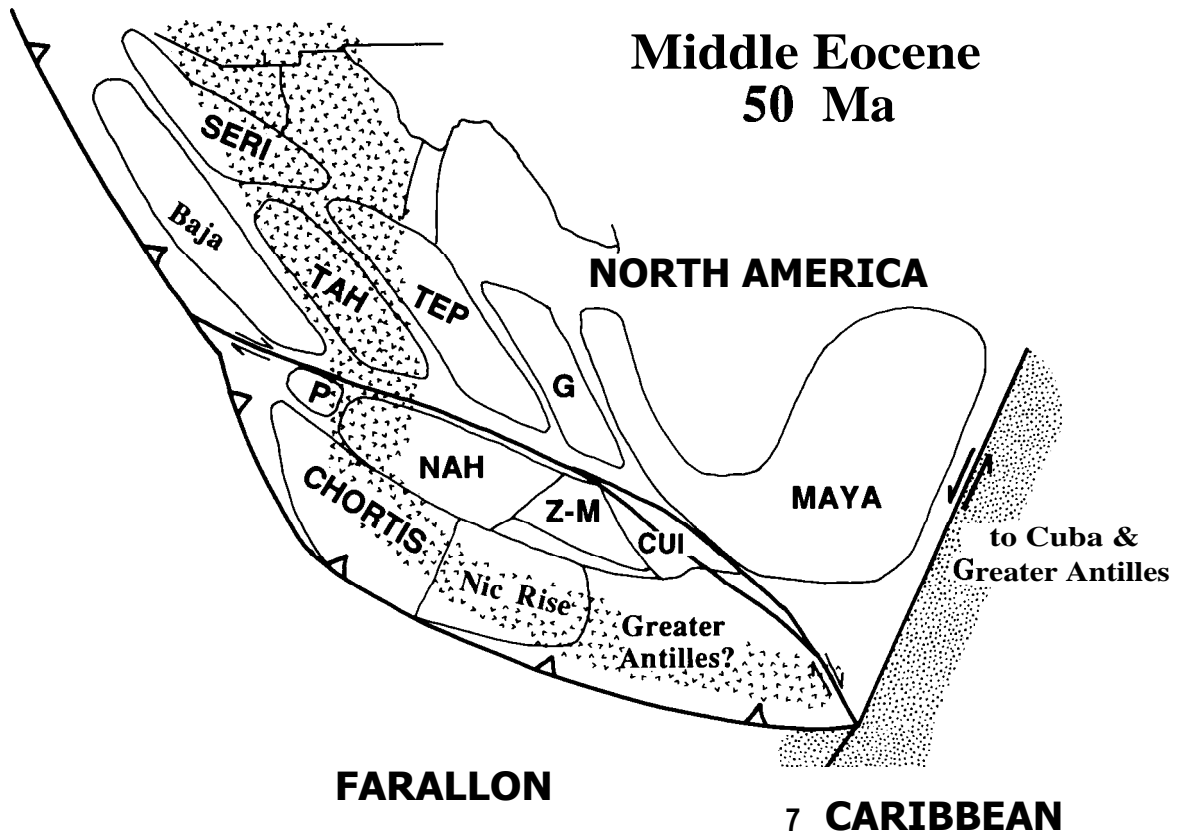 Middle Eocene
50 Ma
SERI
Baja
NORTH AMERICA
TAH
TEP
G
P
NAH
MAYA
CHORTIS
Z-M
CUI
to Cuba &
Greater Antilles
Nic Rise
Greater
Antilles?
FARALLON
7 CARIBBEAN